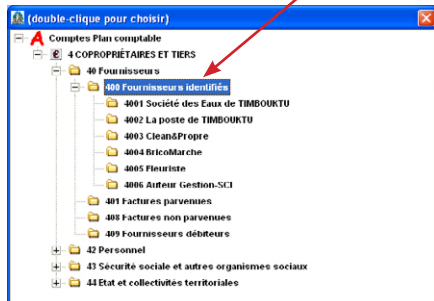 (double-clique pour choisir)
Comptes Plan comptable
4 COPROPRIÉTAIRES ET TIERS
40 Fournisseurs
400 Fournisseurs identifiés
4001 Société des Eaux de TIMBOUKTU
4002 La poste de TIMBOUKTU
4003 Clean&Propre
4004 BricoMarche
4005 Fleuriste
4006 Auteur Gestion-SCI
401 Factures parvenues
408 Factures non parvenues
409 Fournisseurs débiteurs
42 Personnel
43 Sécurité sociale et autres organismes sociaux
44 Etat et collectivités territoriales